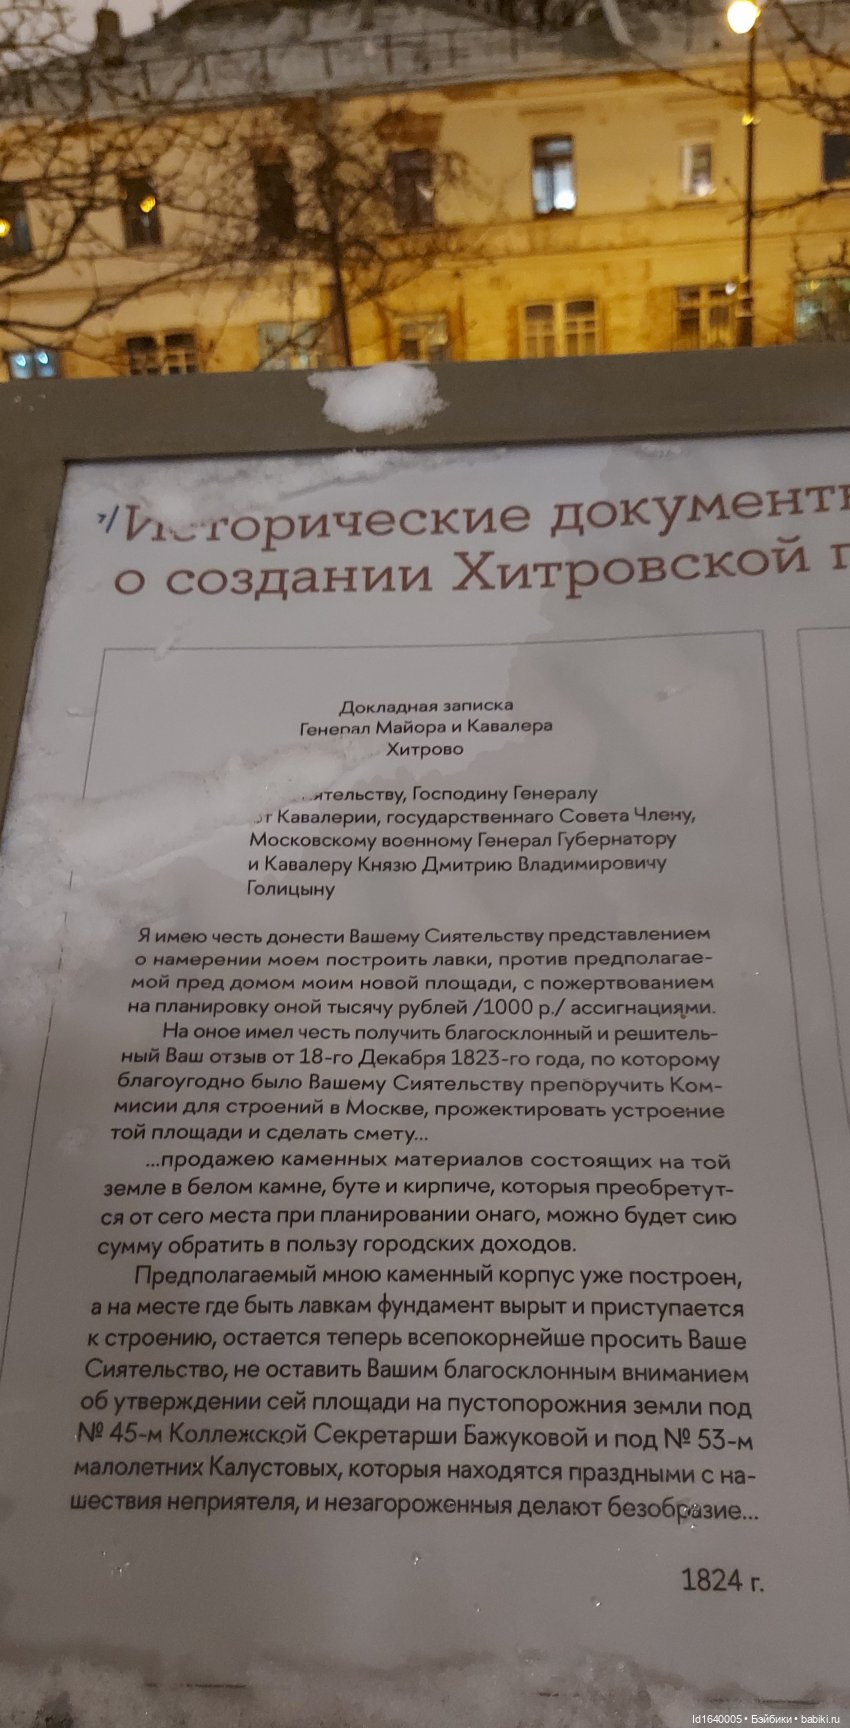 Исторические документы
о создании Хитровской
Докладная записка
Генерал Майора и Кавалера
Хитрово
Господину Генералу
от Кавалерии, государственнаго Совета Члену,
Московскому военному Генерал Губернатору
и Кавалеру Князю Дмитрию Владимировичу
Голицыну
Я имею честь донести Вашему Сиятельству представлением
о намерении моем построить лавки, против предполагае-
мой пред домом моим новой площади, с пожертвованием
на планировку оной тысячу рублей /1000 р./ ассигнациями.
На оное имел честь получить благосклонный и решитель-
ный Ваш отзыв от 18-го Декабря 1823-го года, по которому
благоугодно было Вашему Сиятельству препоручить Ком-
мисии для строений в Москве, прожектировать устроение
той площади и сделать смету...
...продажею каменных материалов состоящих на той
земле в белом камне, буте и кирпиче, которыя преобретут-
ся от сего места при планировании онаго, можно будет сию
сумму обратить в пользу городских доходов.
Предполагаемый мною каменный корпус уже построен,
а на месте где быть лавкам фундамент вырыт и приступается
к строению, остается теперь всепокорнейше просить Ваше
Сиятельство, не оставить Вашим благосклонным вниманием
об утверждении сей площади на пустопорожния земли под
№ 45-м Коллежской Секретарши Бажуковой и под № 53-м
малолетних Калустовых, которыя находятся праздными с на-
шествия неприятеля, и незагороженныя делают безобразие...
1824 г.
Id1640005 • Бэйбики • babiki.ru